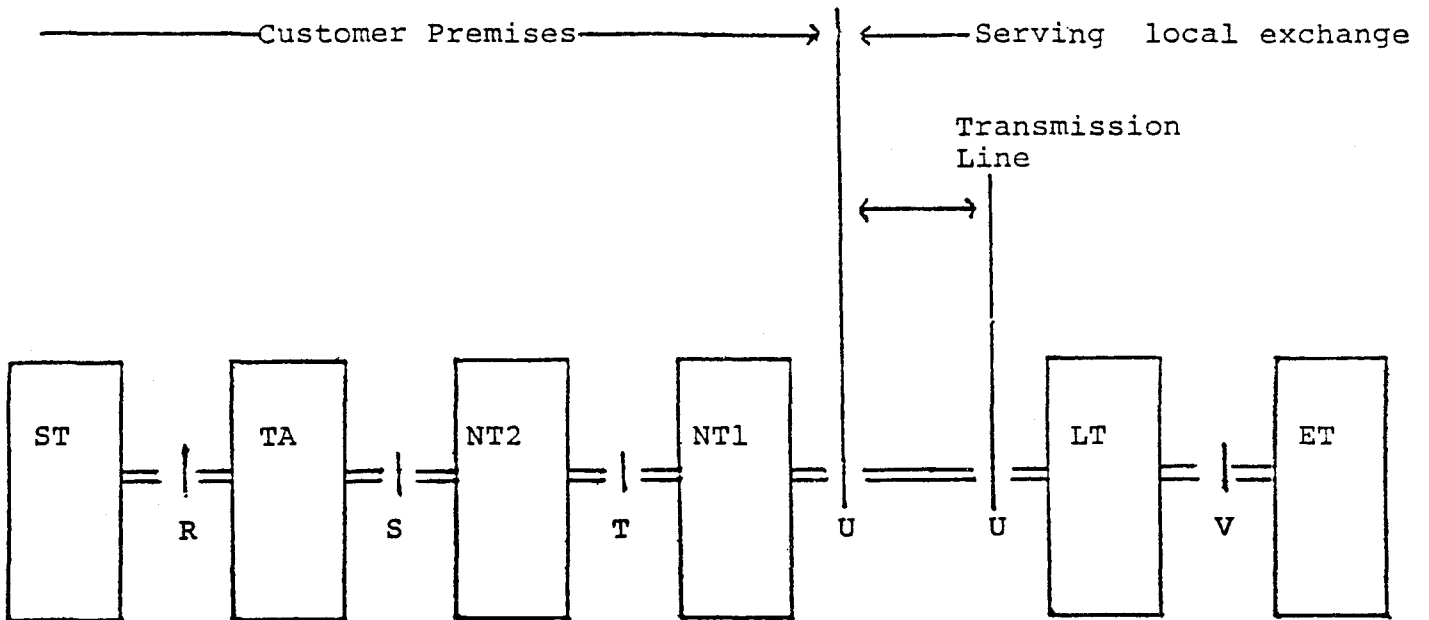 Customer Premises
Serving local exchange
Transmission
Line
ST
TA
NT2
NT1
LT
ET
R
S
T
U
U
V